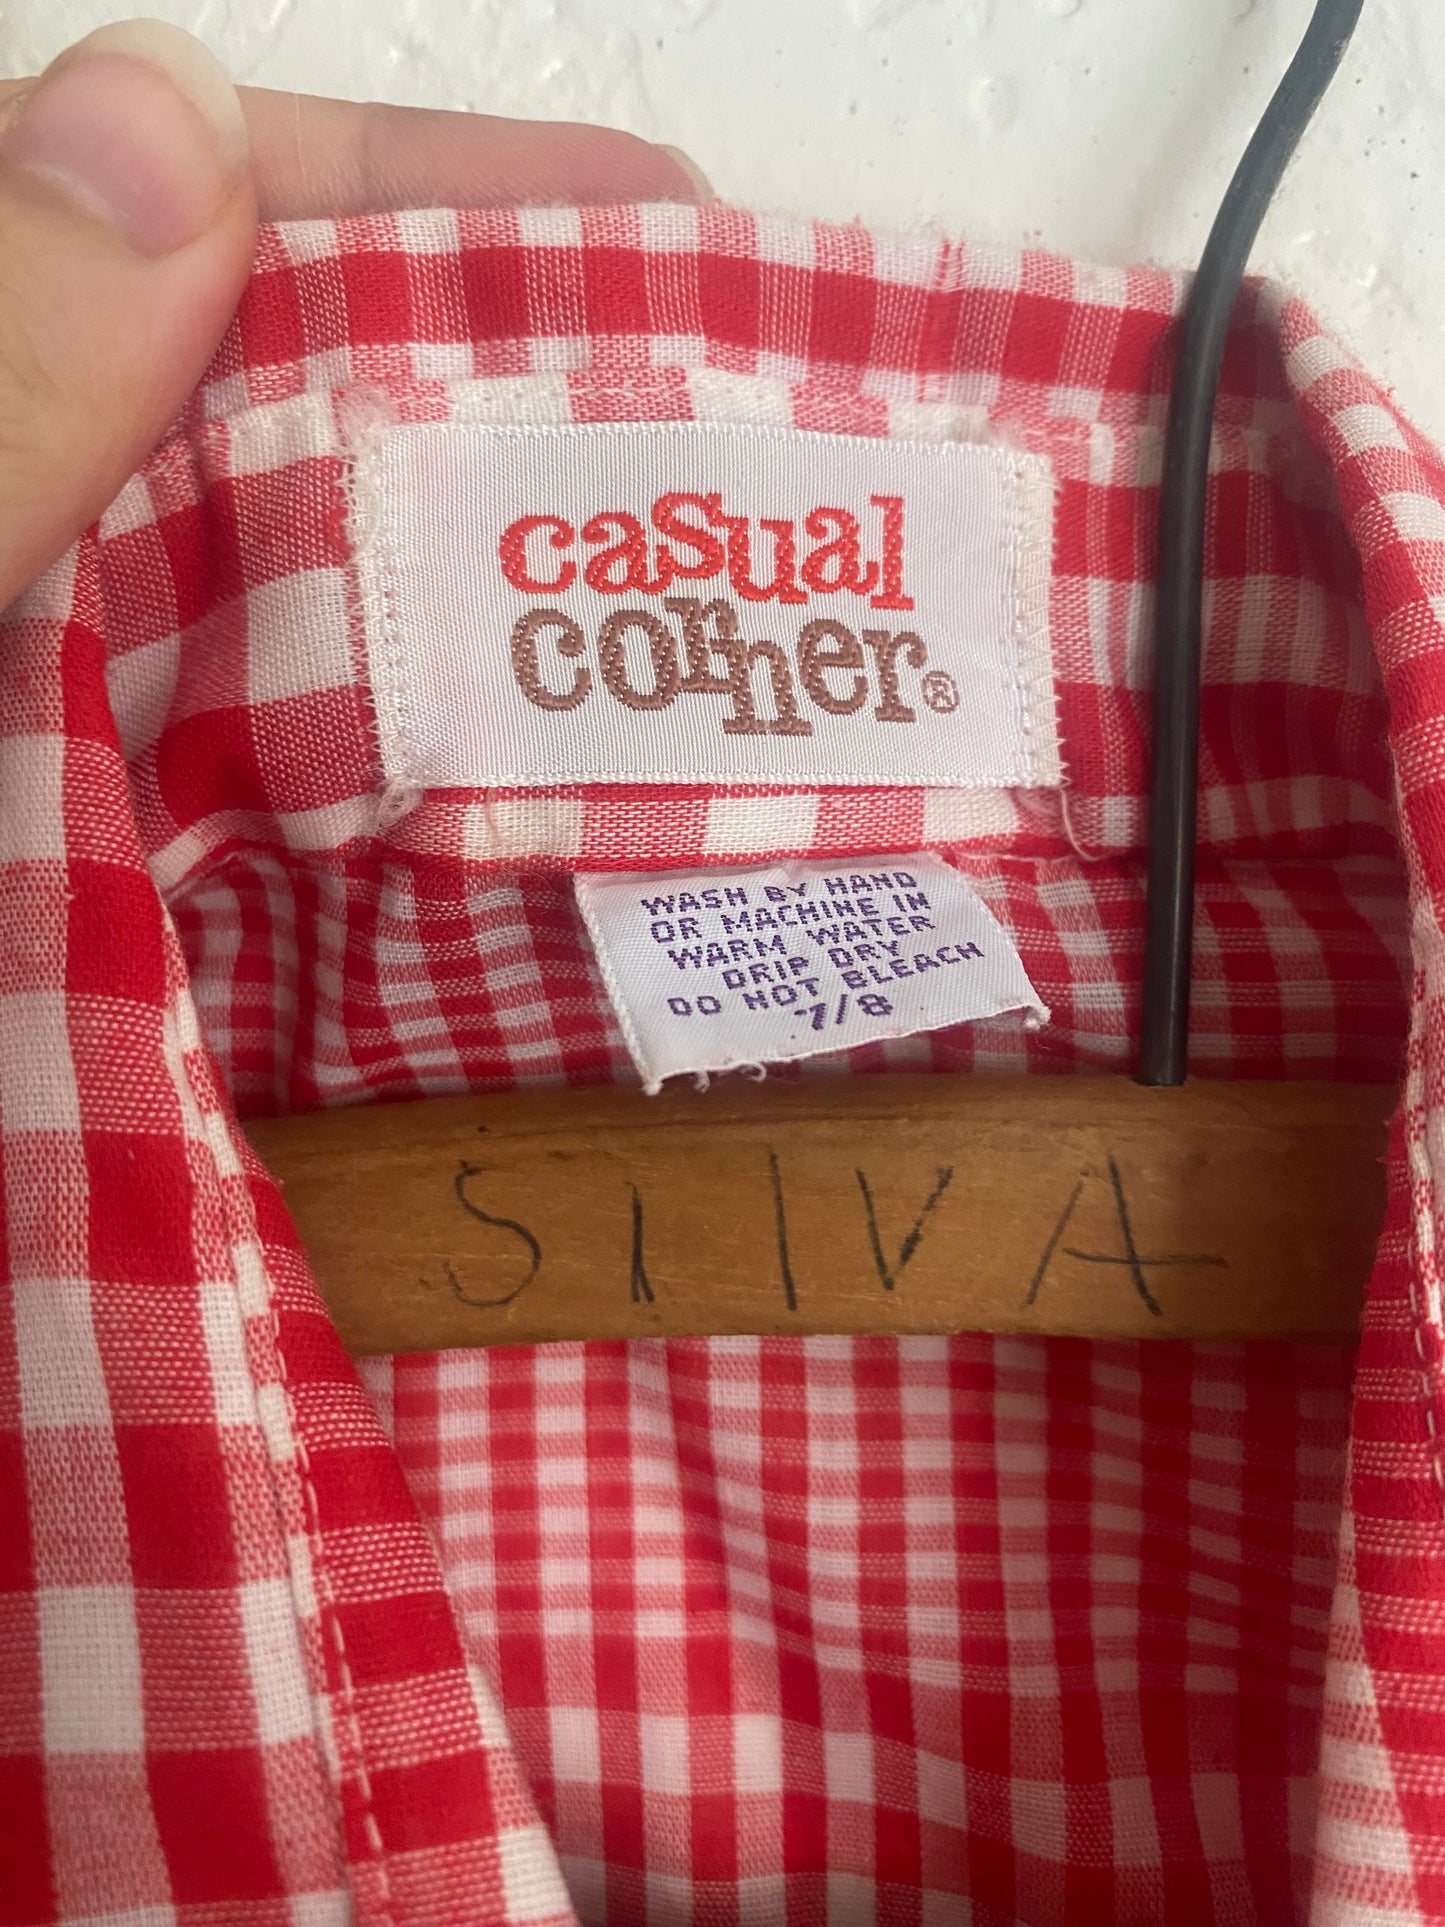 casual
corner®
WASH BY HAND
OR MACHINE IN
WARM WATER
DRIP DRY
DO NOT BLEACH
7/8
SILVA